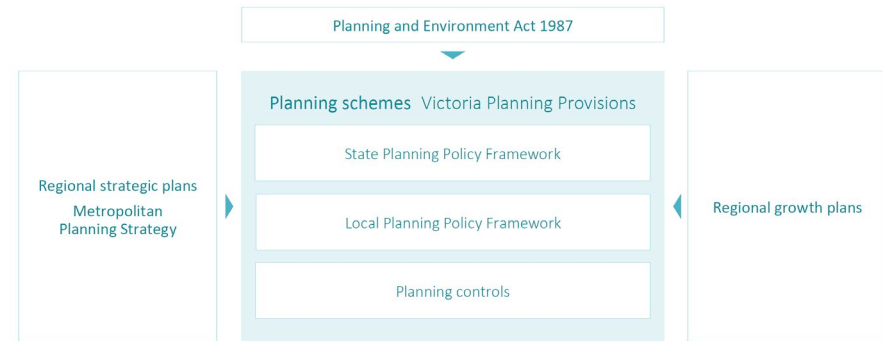 Planning and Environment Act 1987
Planning schemes Victoria Planning Provisions
State Planning Policy Framework
Regional strategic plans
Metropolitan
Planning Strategy
Local Planning Policy Framework
Regional growth plans
Planning controls